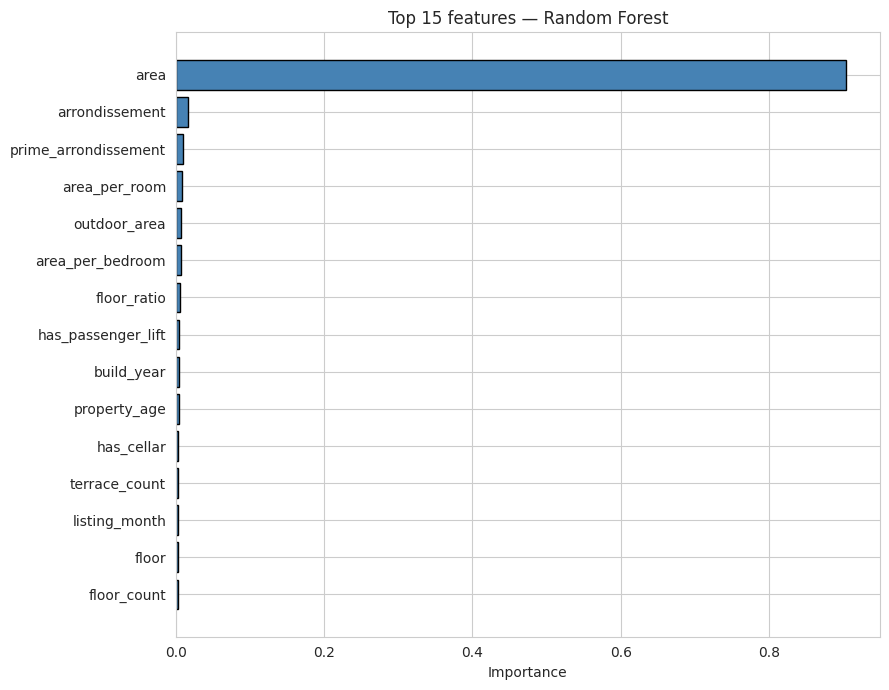 Top 15 features — Random Forest
area
arrondissement
prime_arrondissement
area_per_room
outdoor_area
area_per_bedroom
floor_ratio
has_passenger_lift
build_year
property_age
has_cellar
terrace_count
listing_month
floor
floor_count
0.0 0.2 0.4 0.6 0.8
Importance